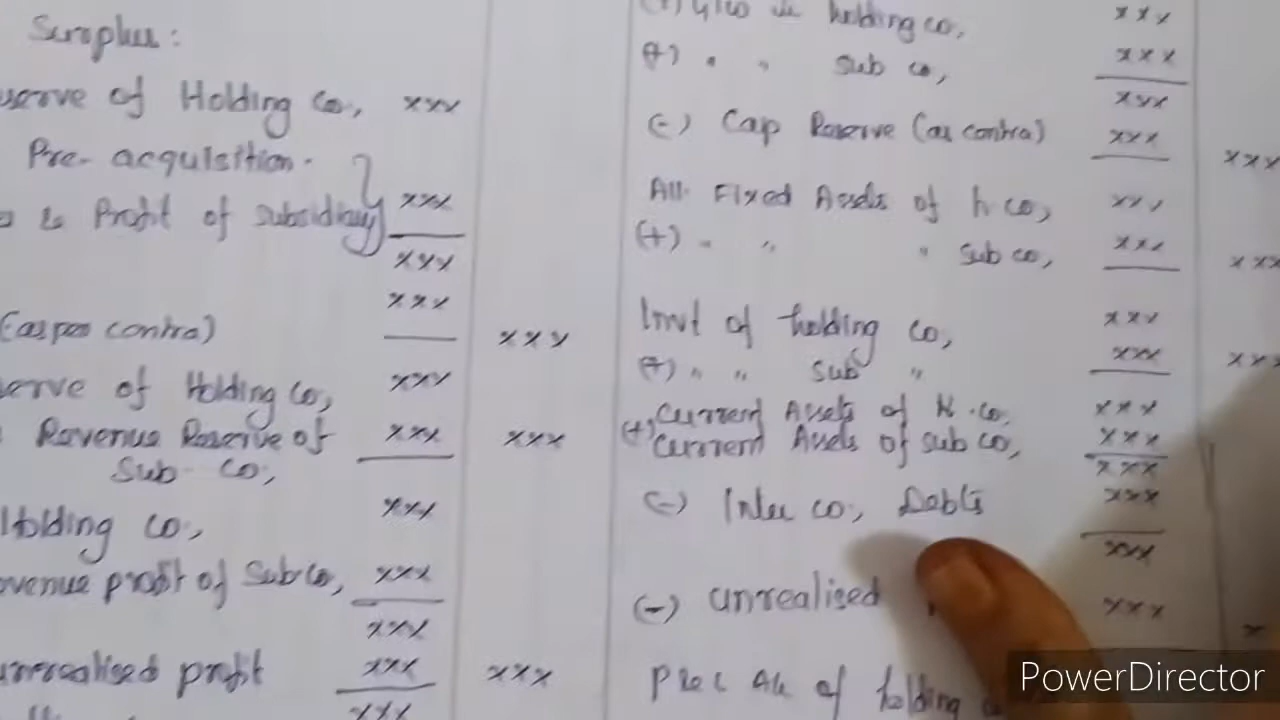 Surplus:
serve of Holding Co, xxx
Pre-acquisition.
& Profit of subsidiary xxx
xxx
xxx
(as per contra) xxx
serve of Holding Co, xxx
Revenue Reserve of xxx xxx
Sub-Co,
Holding co, xxx
venue profit of Sub Co, xxx
xxx
unrealised profit xxx xxx
xxx
holding co, xxx
(+) " " Sub co, xxx
xxx
(-) Cap Reserve (as contra) xxx xxx
All Fixed Assets of h co, xxx
(+) " " " Sub co, xxx xxx
Invt of holding co, xxx
(+) " " Sub " xxx xxx
Current Assets of H.co. xxx
(+) Current Assets of sub co, xxx
xxx
(-) Inter co, Debts xxx
xxx
(-) unrealised xxx x
of holding
PowerDirector